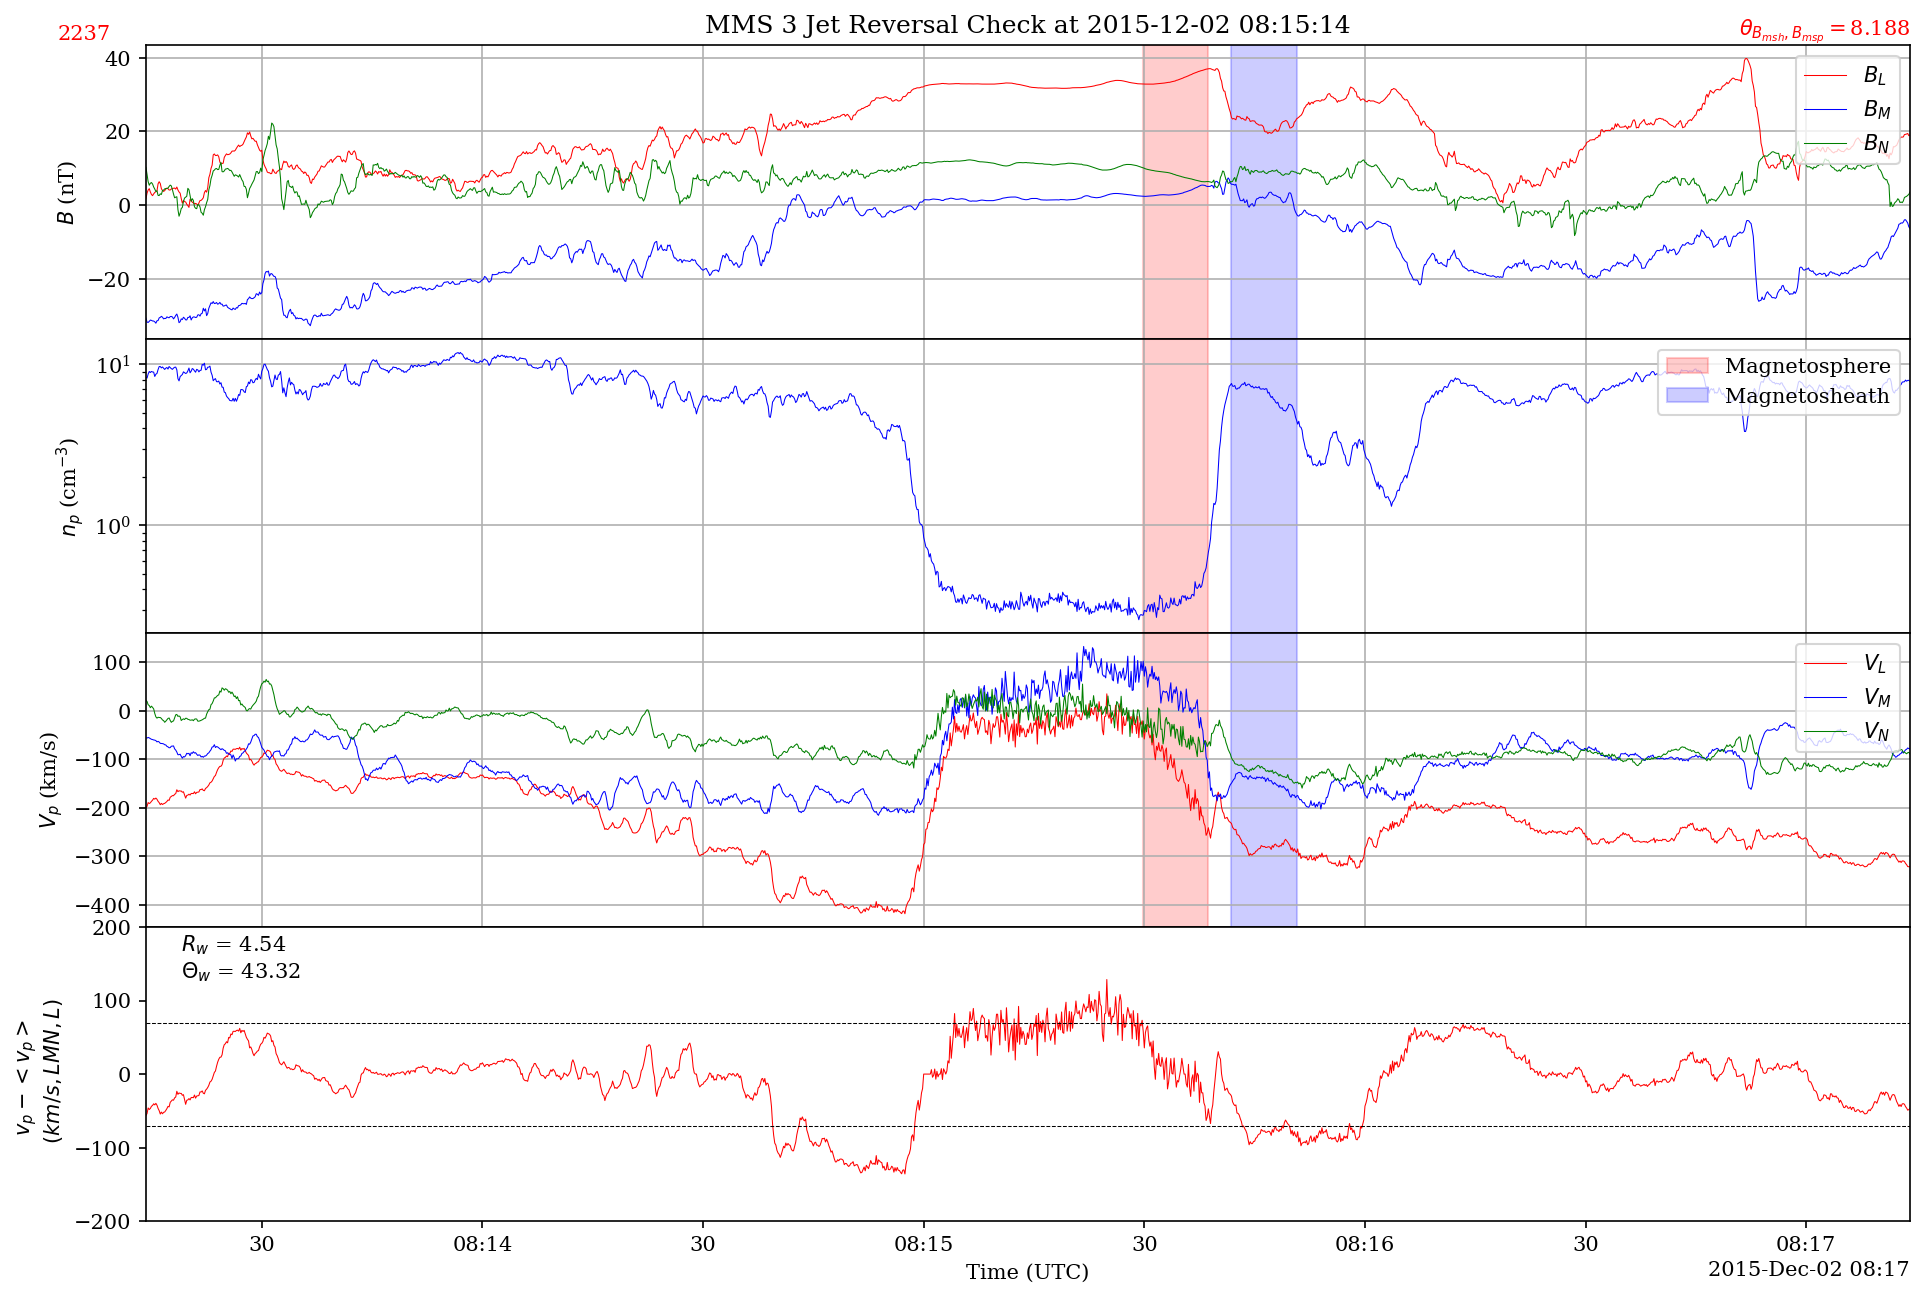 MMS 3 Jet Reversal Check at 2015-12-02 08:15:14
2237
θ_{B_{msh}, B_{msp}} = 8.188
40
20
0
−20
B (nT)
B_L
B_M
B_N
10^1
10^0
n_p (cm^{−3})
Magnetosphere
Magnetosheath
100
0
−100
−200
−300
−400
V_p (km/s)
V_L
V_M
V_N
200
100
0
−100
−200
v_p − < v_p >
(km/s, LMN, L)
R_w = 4.54
Θ_w = 43.32
30
08:14
30
08:15
30
08:16
30
08:17
Time (UTC)
2015-Dec-02 08:17